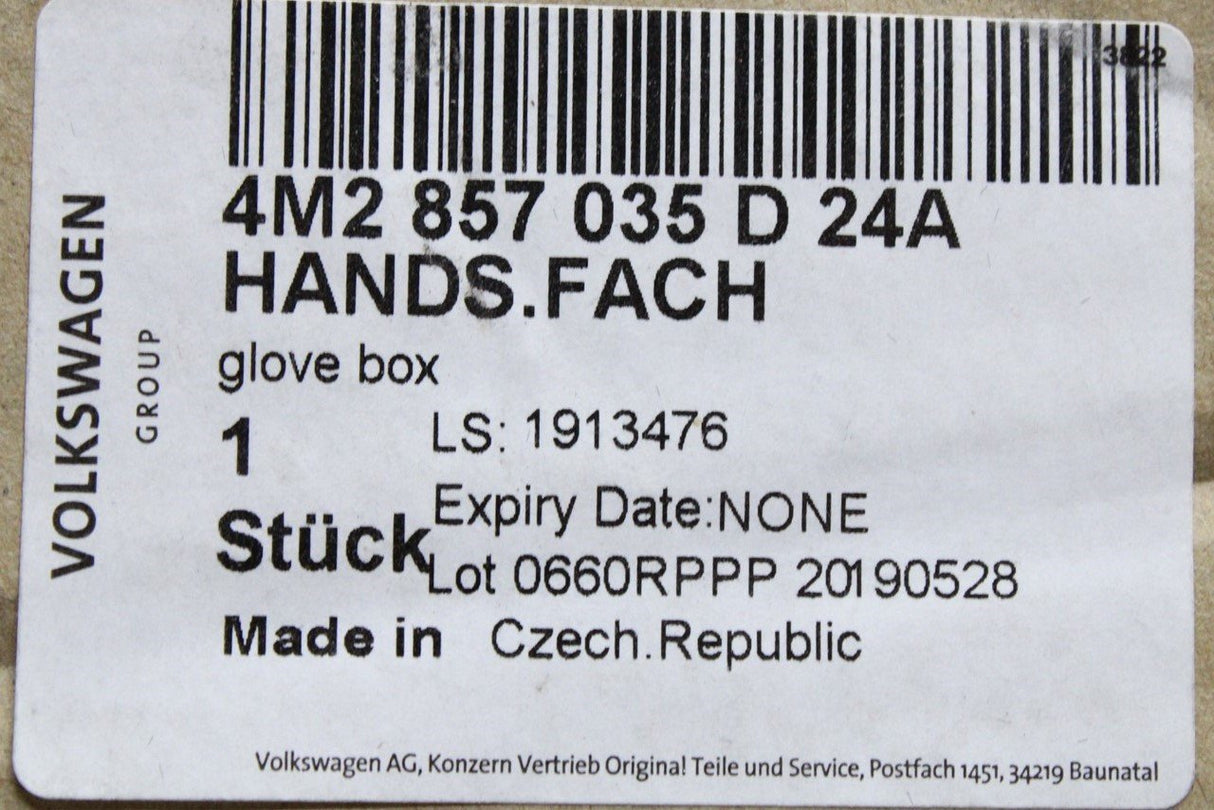 3822
4M2 857 035 D 24A
HANDS.FACH
glove box
1
LS: 1913476
Stück
Expiry Date:NONE
Lot 0660RPPP 20190528
Made in Czech.Republic
VOLKSWAGEN
GROUP
Volkswagen AG, Konzern Vertrieb Original Teile und Service, Postfach 1451, 34219 Baunatal